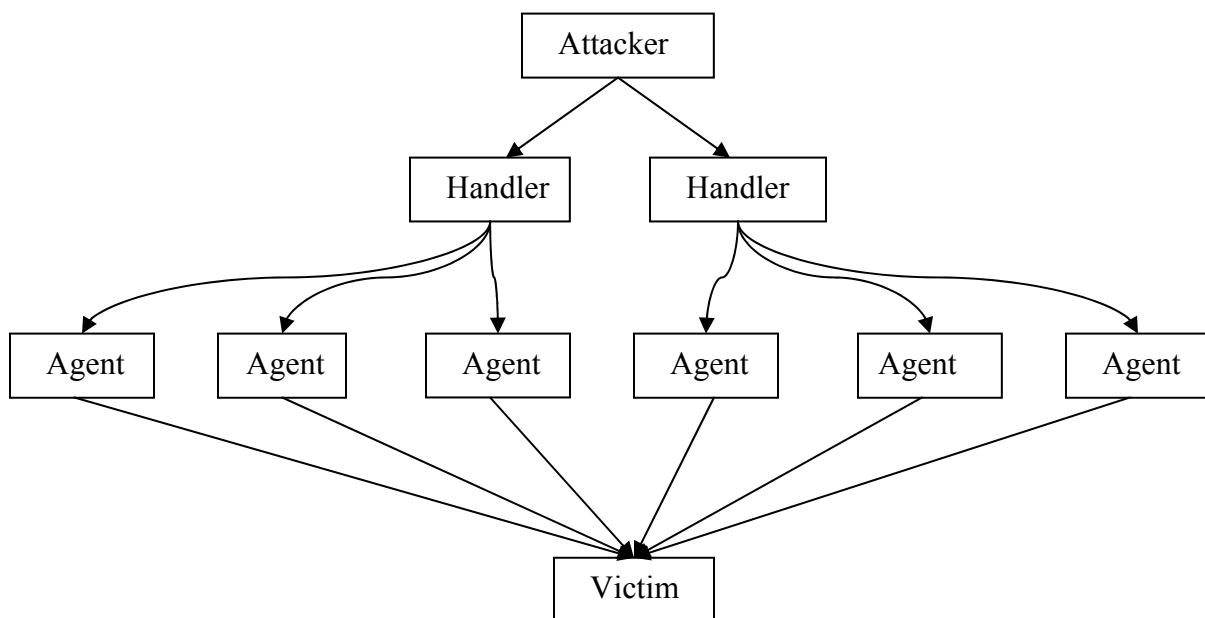 Attacker
Handler
Handler
Agent
Agent
Agent
Agent
Agent
Agent
Victim